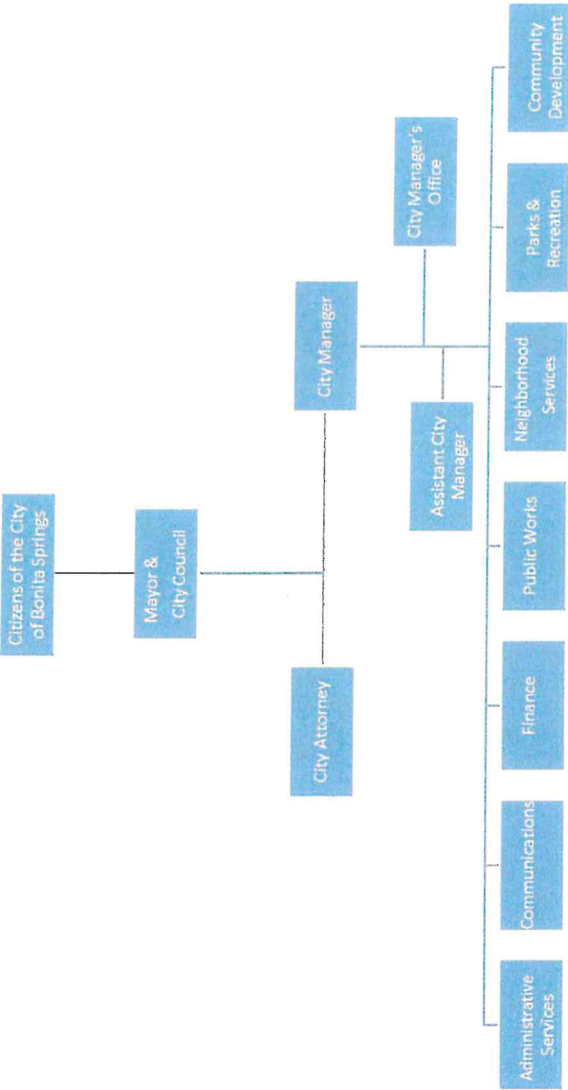 Citizens of the City
of Bonita Springs
Mayor &
City Council
City Attorney
City Manager
Assistant City
Manager
City Manager's
Office
Administrative
Services
Communications
Finance
Public Works
Neighborhood
Services
Parks &
Recreation
Community
Development